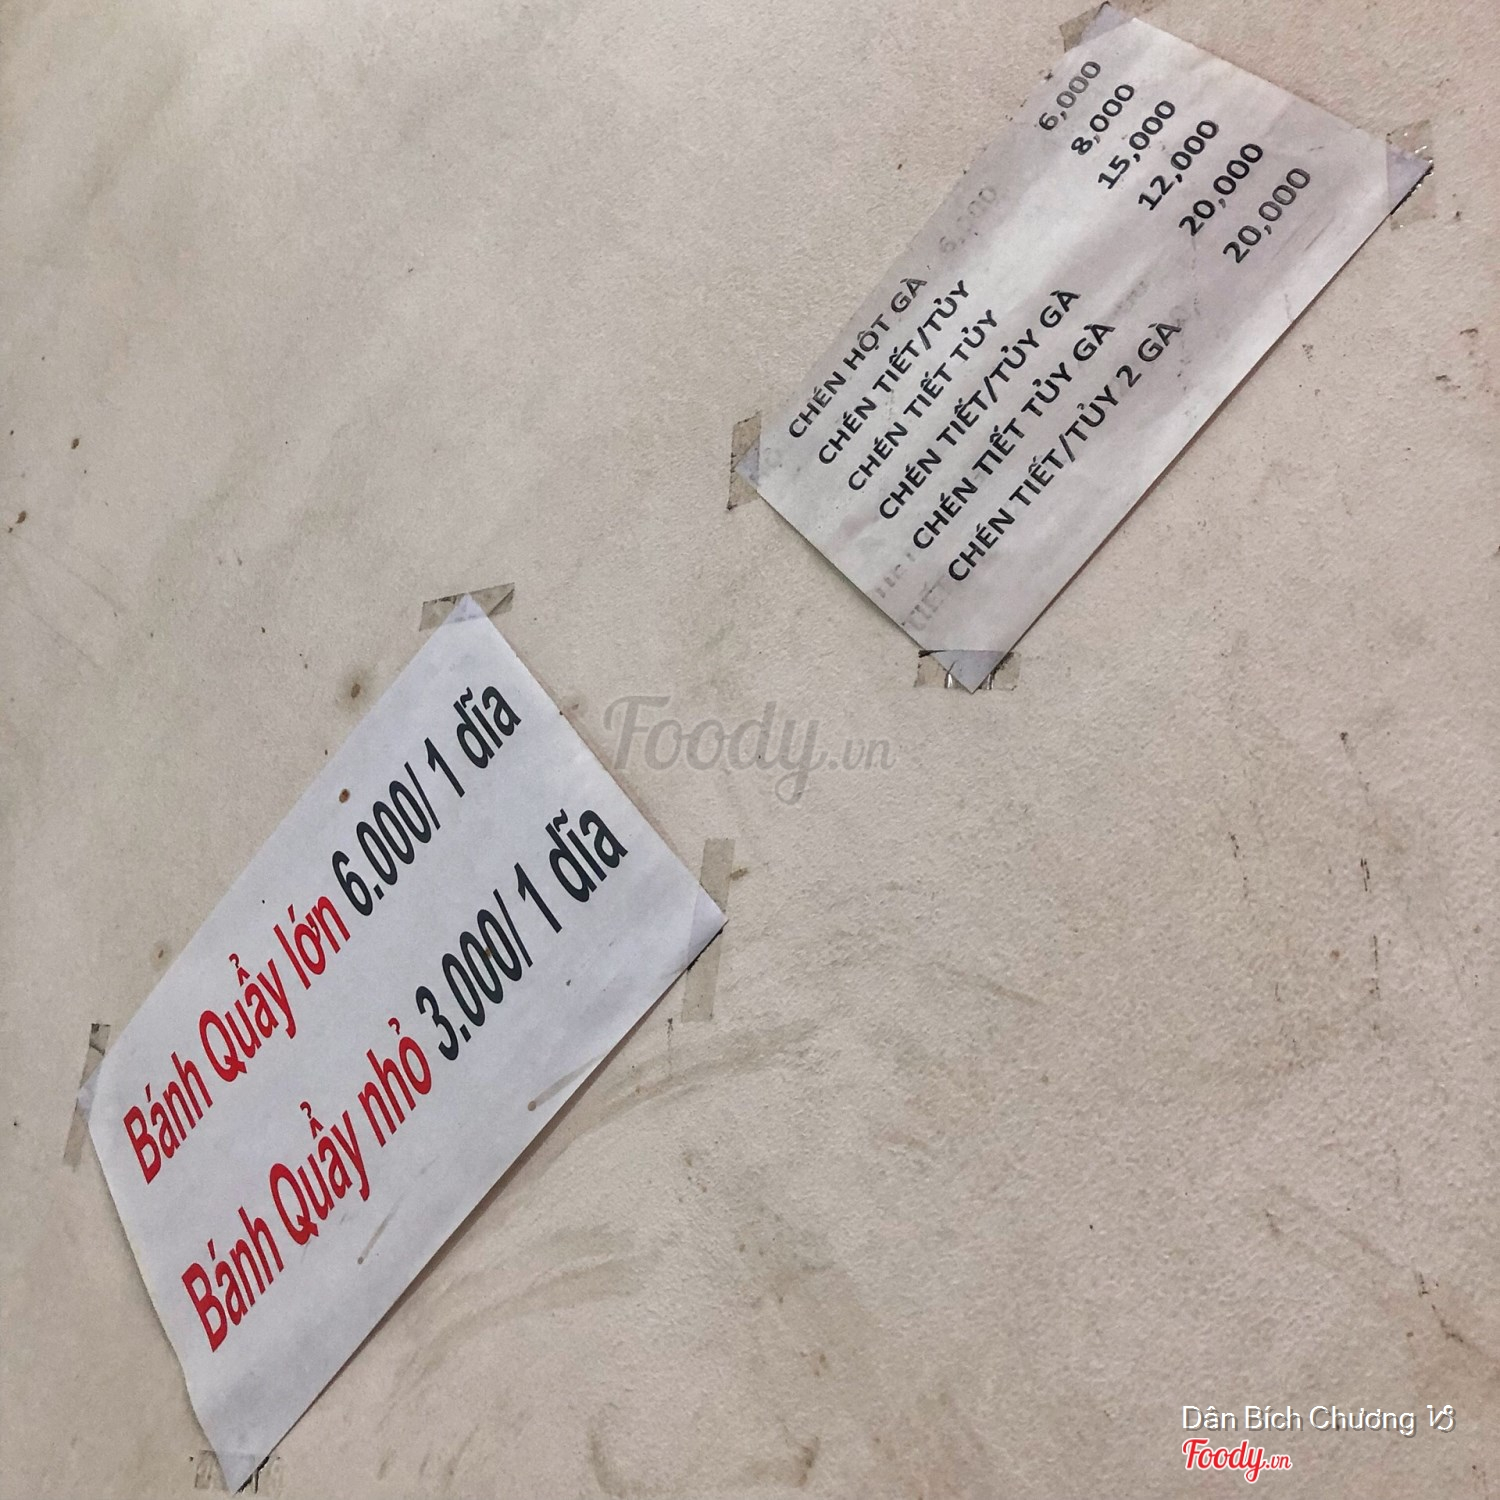 CHÉN HỘT GÀ 6,000
CHÉN TIẾT/TỦY 8,000
CHÉN TIẾT TỦY 15,000
CHÉN TIẾT/TỦY GÀ 12,000
CHÉN TIẾT TỦY GÀ 20,000
CHÉN TIẾT/TỦY 2 GÀ 20,000
Foody.vn
Bánh Quẩy lớn 6.000/ 1 dĩa
Bánh Quẩy nhỏ 3.000/ 1 dĩa
Dân Bích Chương
Foody.vn